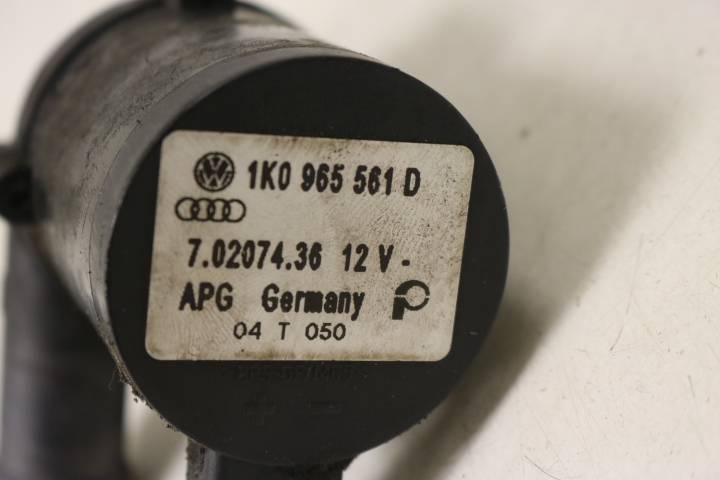 1K0 965 561 D
7.02074.36 12 V -
APG Germany
04 T 050
+ -